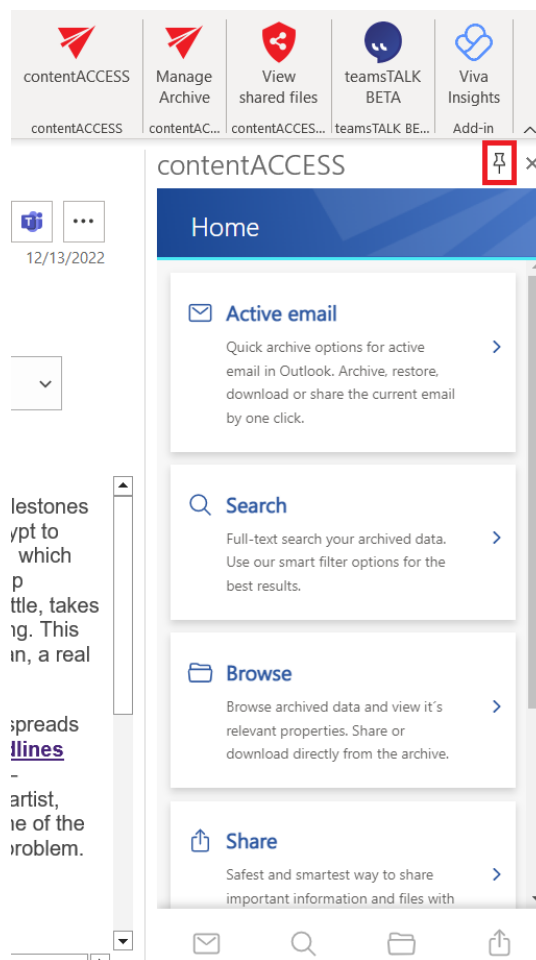 contentACCESS
Manage
Archive
View
shared files
teamsTALK
BETA
Viva
Insights
contentACCESS
contentAC...
contentACCES...
teamsTALK BE...
Add-in
contentACCESS
Home
12/13/2022
Active email
Quick archive options for active
email in Outlook. Archive, restore,
download or share the current email
by one click.
Search
Full-text search your archived data.
Use our smart filter options for the
best results.
Browse
Browse archived data and view it´s
relevant properties. Share or
download directly from the archive.
Share
Safest and smartest way to share
important information and files with
lestones
ypt to
which
p
ttle, takes
ng. This
an, a real
spreads
dlines
–
artist,
ne of the
problem.